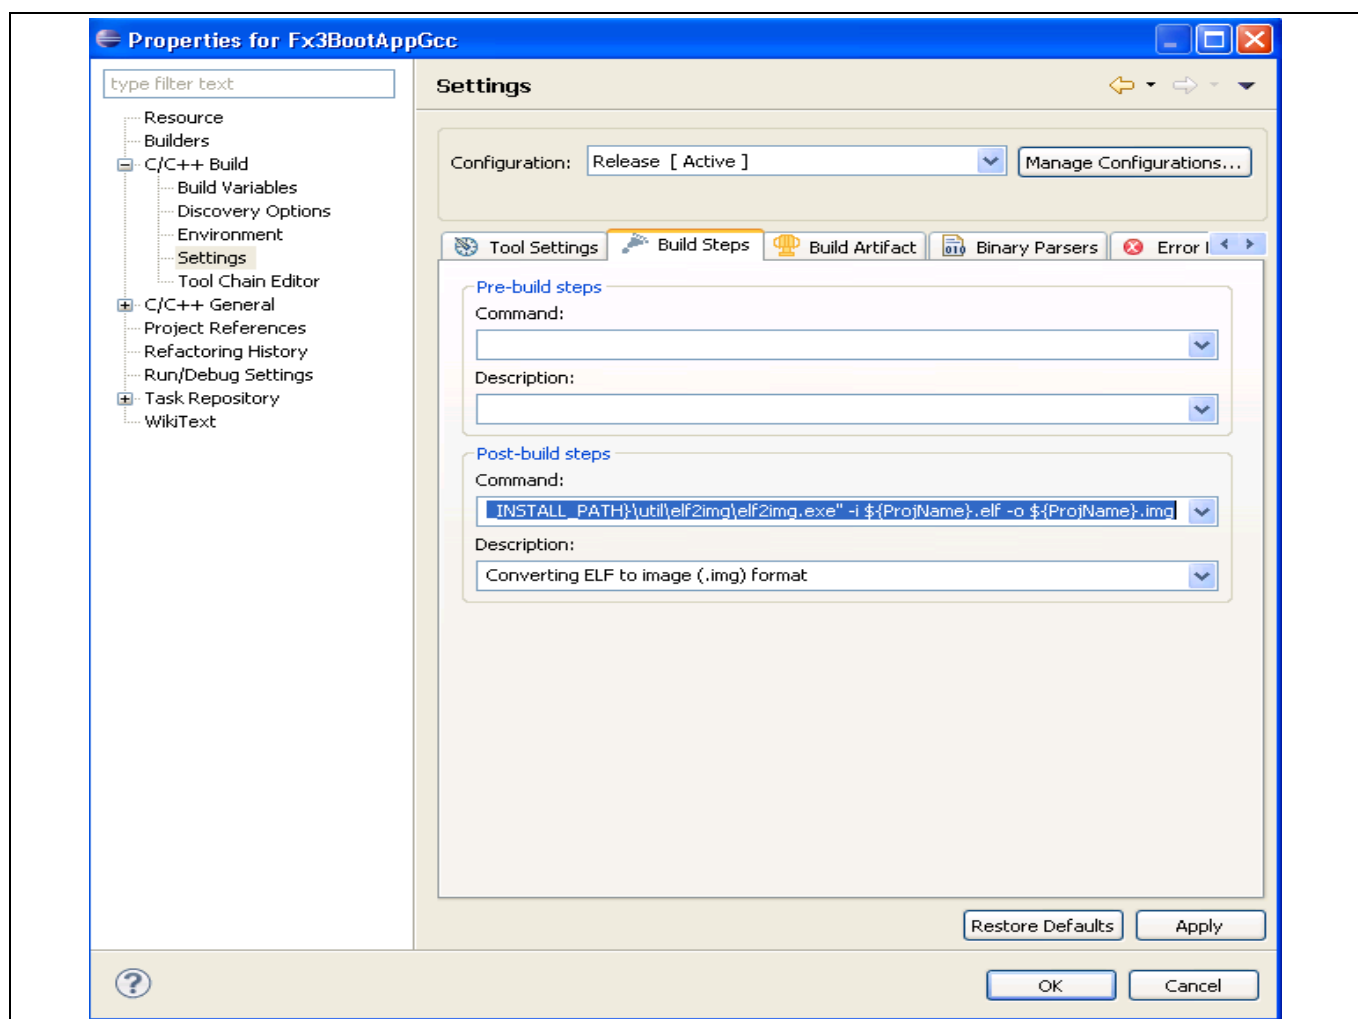 Properties for Fx3BootAppGcc
type filter text
Resource
Builders
C/C++ Build
Build Variables
Discovery Options
Environment
Settings
Tool Chain Editor
C/C++ General
Project References
Refactoring History
Run/Debug Settings
Task Repository
WikiText
Settings
Configuration: Release [ Active ] Manage Configurations...
Tool Settings Build Steps Build Artifact 010 Binary Parsers Error
Pre-build steps
Command:
Description:
Post-build steps
Command:
_INSTALL_PATH}\util\elf2img\elf2img.exe" -i ${ProjName}.elf -o ${ProjName}.img
Description:
Converting ELF to image (.img) format
Restore Defaults Apply
? OK Cancel